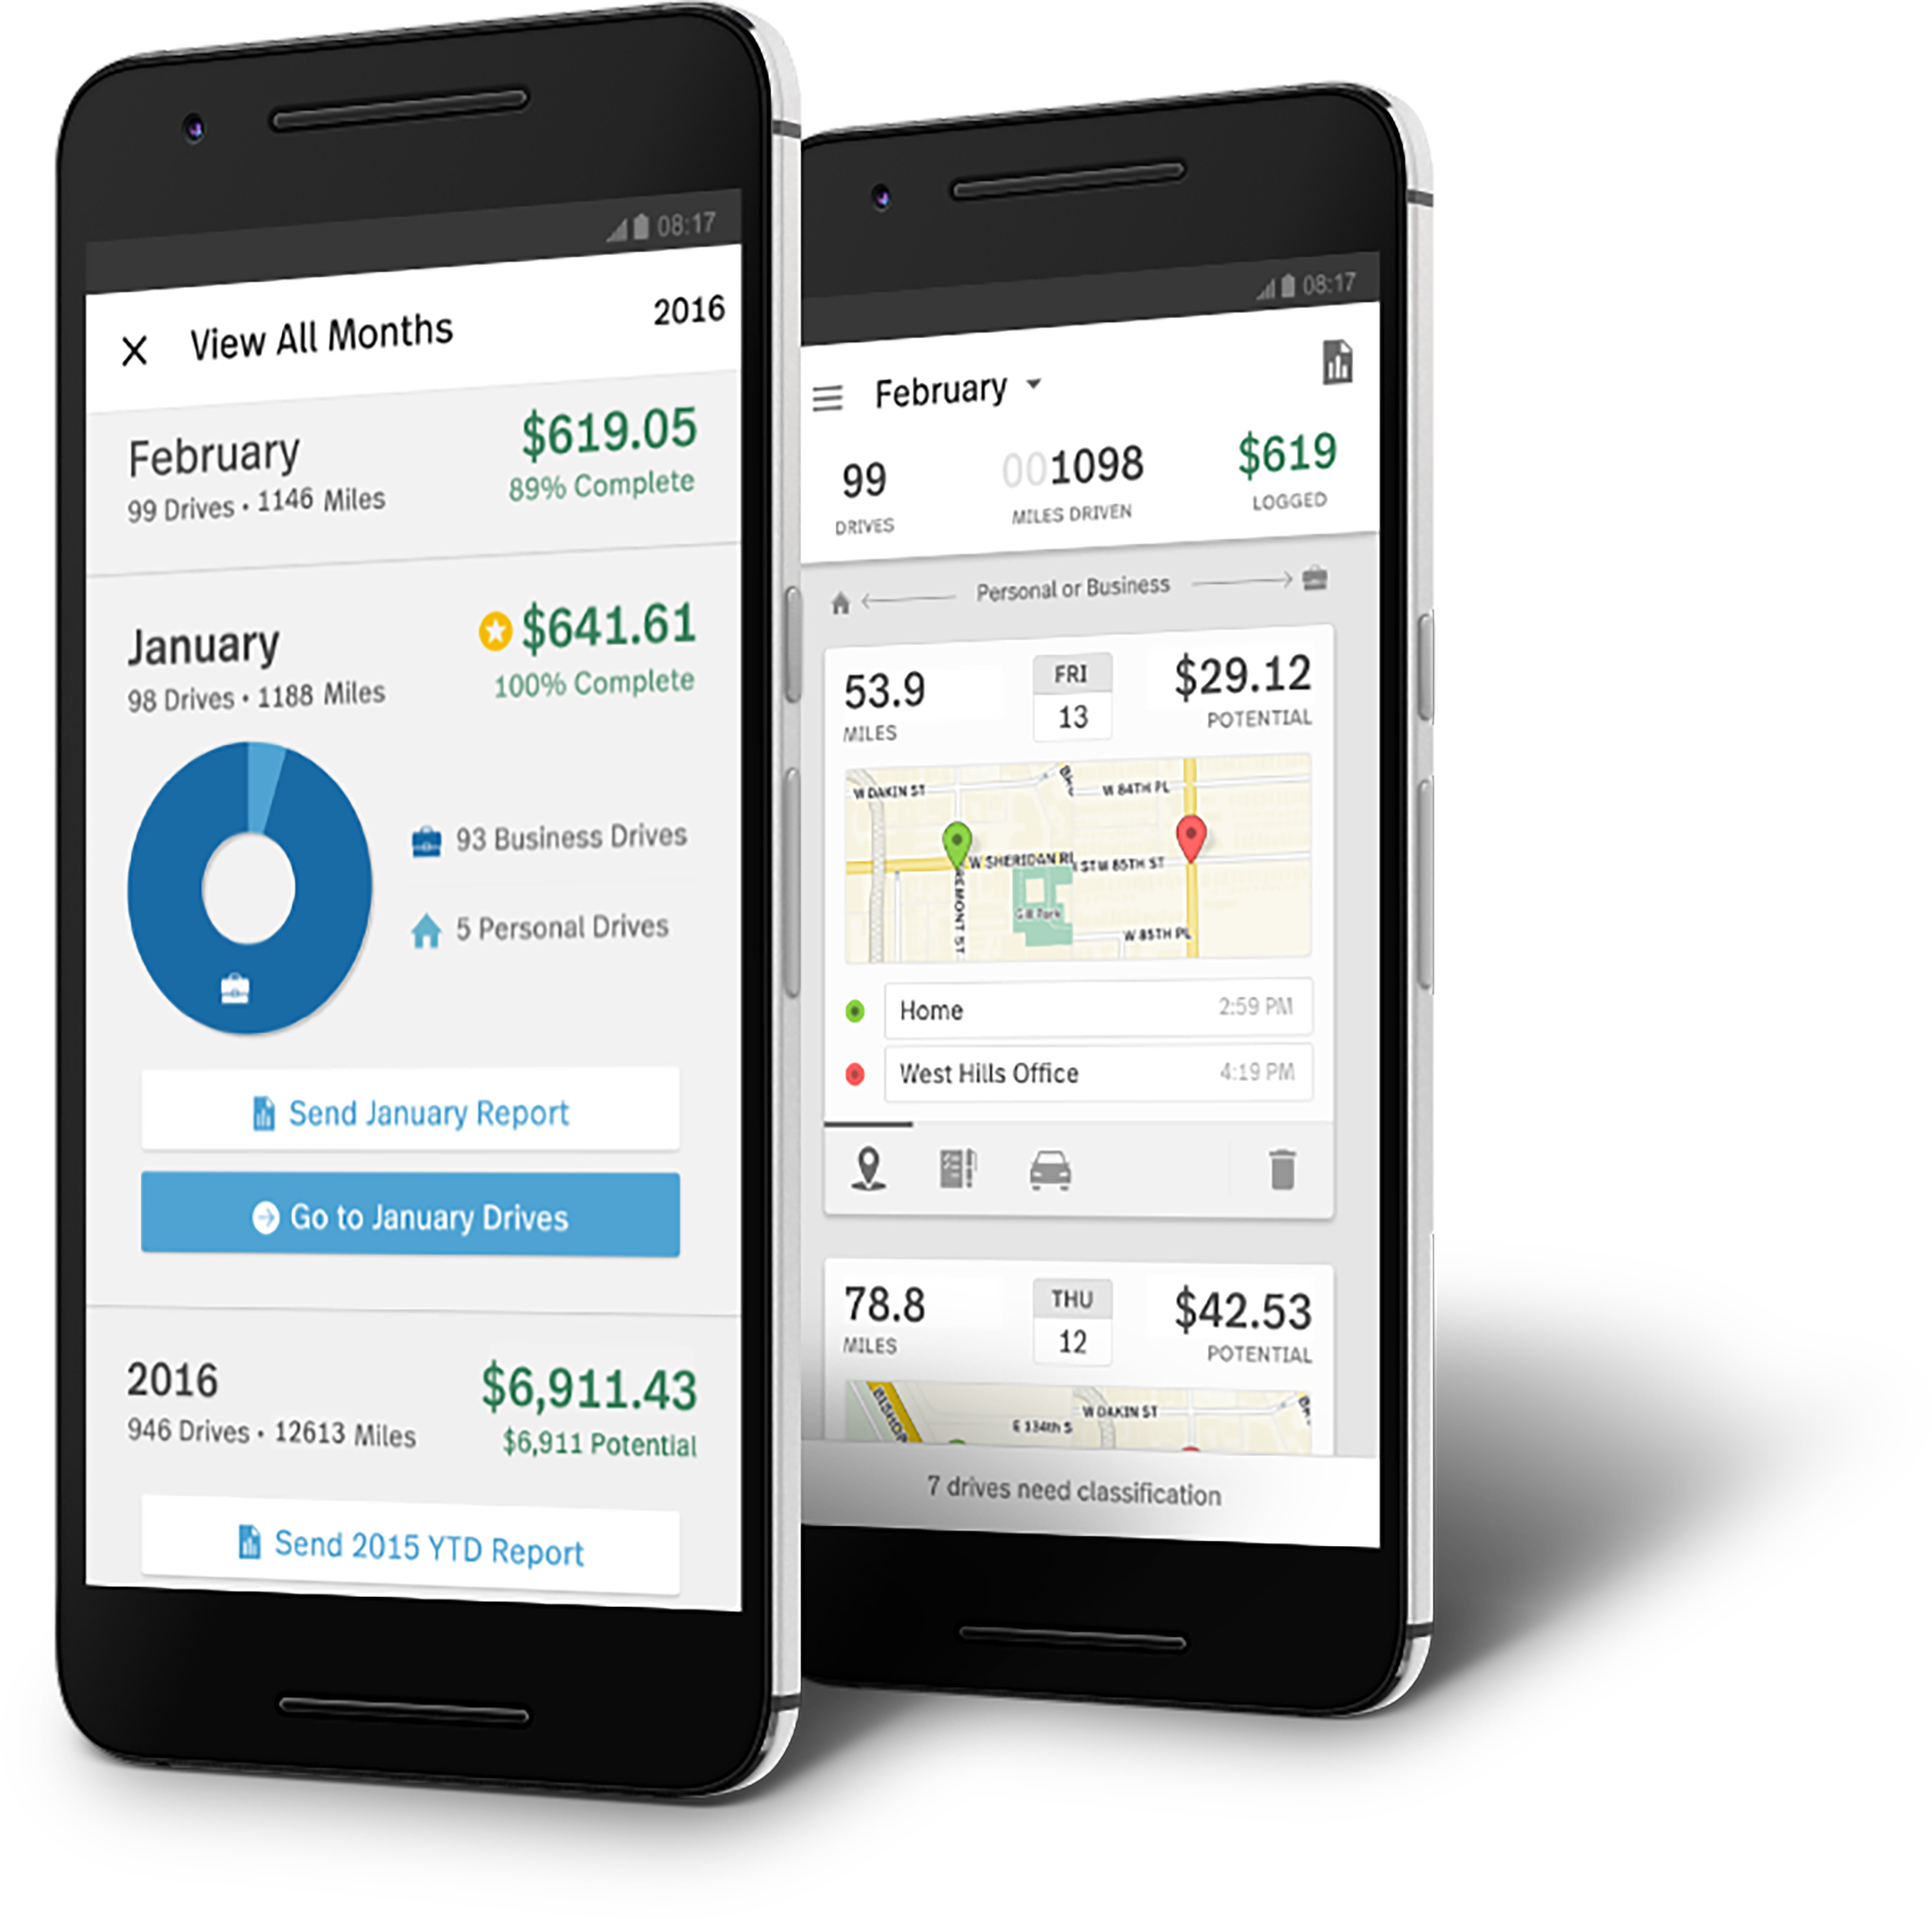 08:17
View All Months
2016
February
$619.05
99 Drives • 1146 Miles
89% Complete
January
$641.61
98 Drives • 1188 Miles
100% Complete
93 Business Drives
5 Personal Drives
Send January Report
Go to January Drives
2016
$6,911.43
946 Drives • 12613 Miles
$6,911 Potential
Send 2015 YTD Report
08:17
February
99
001098
$619
DRIVES
MILES DRIVEN
LOGGED
Personal or Business
53.9
FRI
$29.12
MILES
13
POTENTIAL
W DAKIN ST
W 84TH PL
W SHERIDAN
ST W 85TH ST
EMONT ST
Gill Park
W 85TH PL
Home
2:59 PM
West Hills Office
4:19 PM
78.8
THU
$42.53
MILES
12
POTENTIAL
BISHOP
E 134th S
W DAKIN ST
7 drives need classification